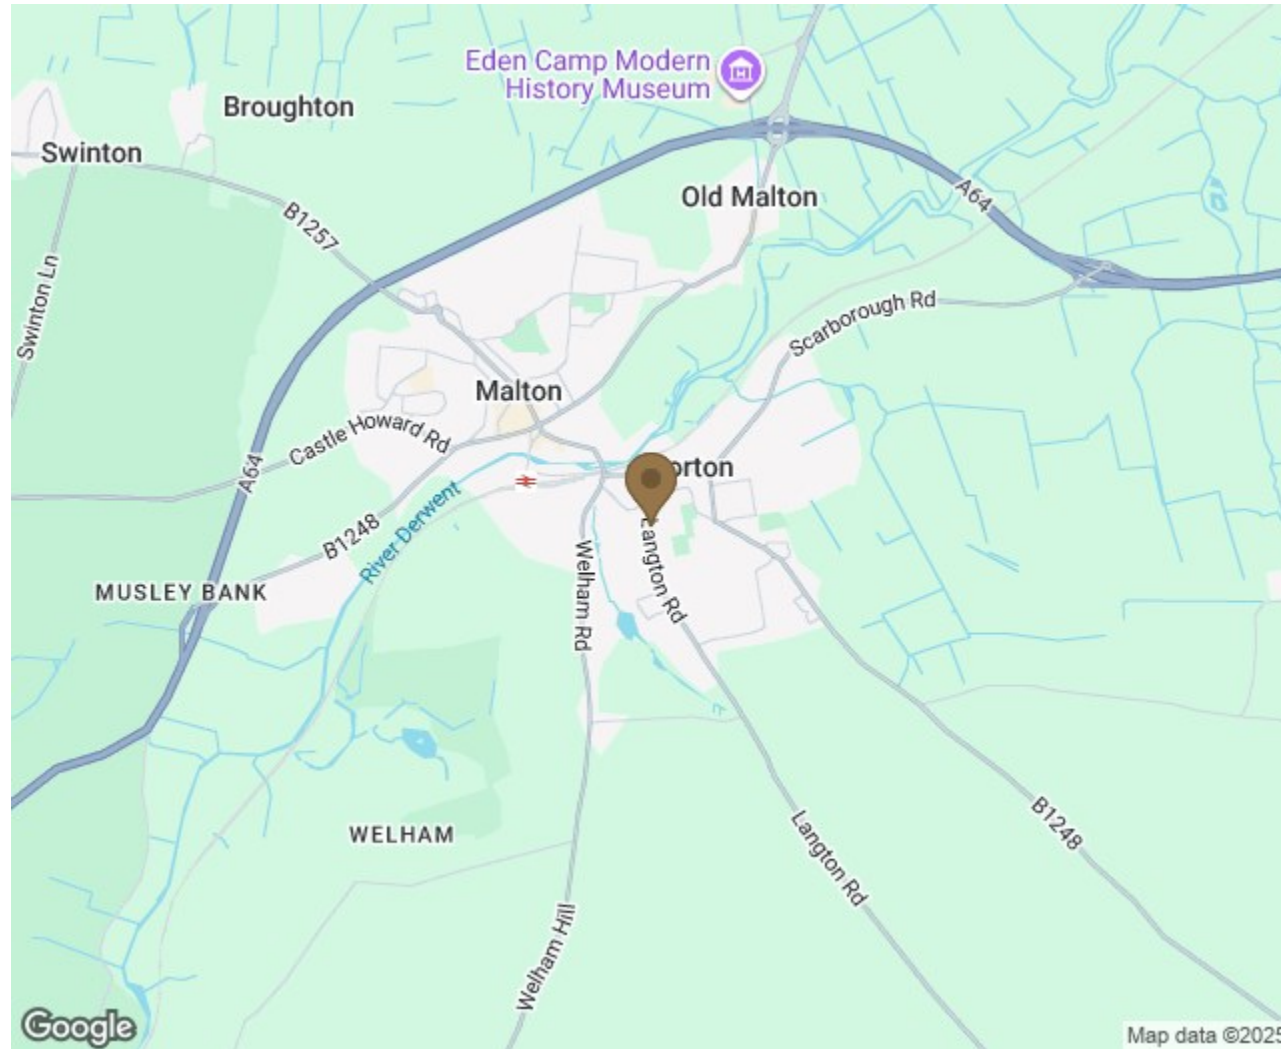 Eden Camp Modern
History Museum
Broughton
Swinton
Old Malton
A64
B1257
Swinton Ln
Scarborough Rd
Malton
Castle Howard Rd
A64
orton
B1248
River Derwent
Langton Rd
Welham Rd
MUSLEY BANK
WELHAM
Langton Rd
B1248
Welham Hill
Google
Map data ©2025